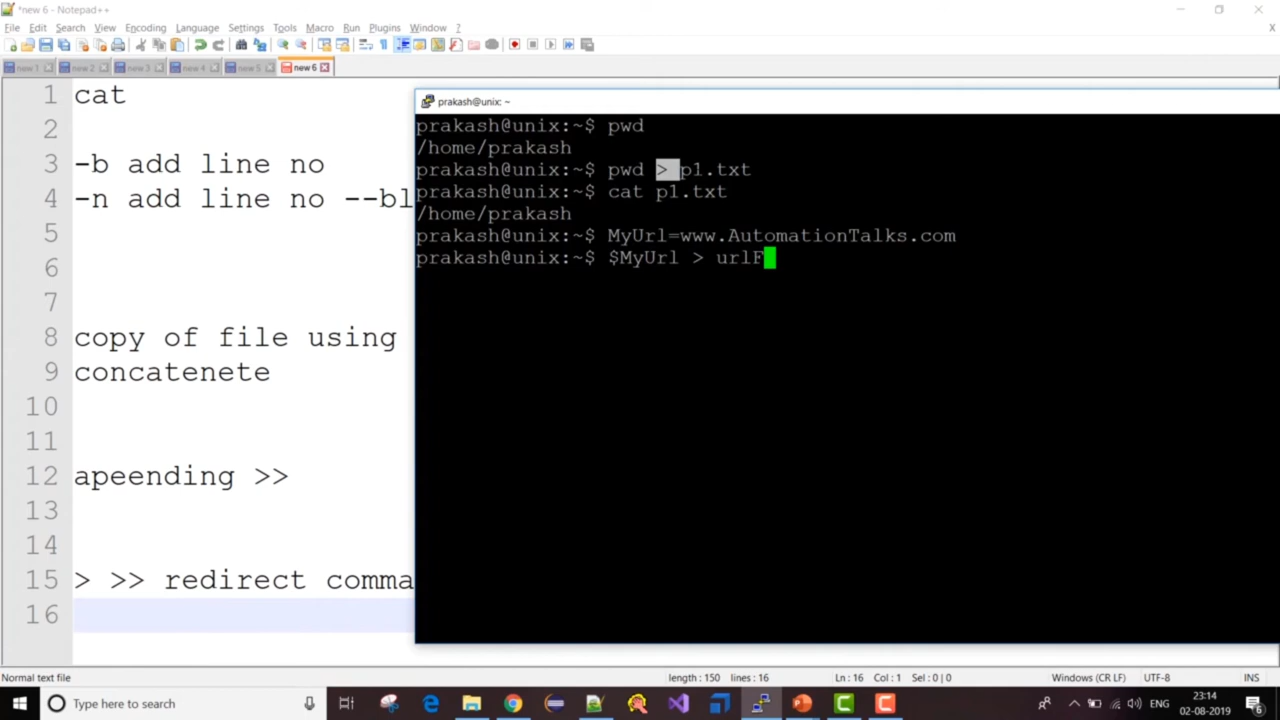 *new 6 - Notepad++
File Edit Search View Encoding Language Settings Tools Macro Run Plugins Window ?
new 1 new 2 new 3 new 4 new 5 new 6
1 cat
2
3 -b add line no
4 -n add line no --bl
5
6
7
8 copy of file using
9 concatenete
10
11
12 apeending >>
13
14
15 > >> redirect comma
16
prakash@unix: ~
prakash@unix:~$ pwd
/home/prakash
prakash@unix:~$ pwd > p1.txt
prakash@unix:~$ cat p1.txt
/home/prakash
prakash@unix:~$ MyUrl=www.AutomationTalks.com
prakash@unix:~$ $MyUrl > urlF
Normal text file length : 150 lines : 16 Ln : 16 Col : 1 Sel : 0 | 0 Windows (CR LF) UTF-8 INS
Type here to search
ENG
23:14
02-08-2019
6